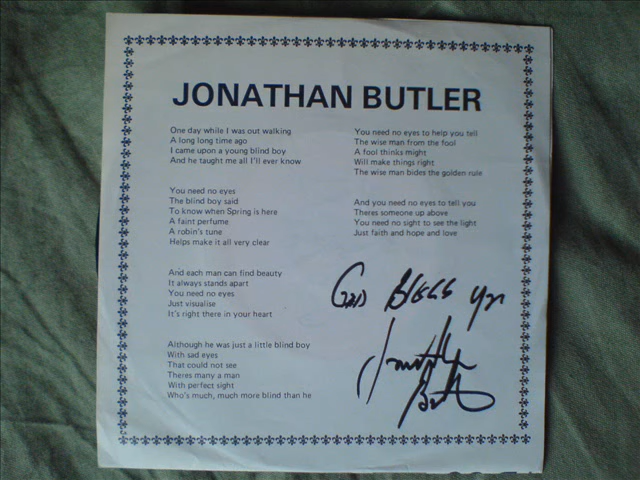 JONATHAN BUTLER
One day while I was out walking
A long long time ago
I came upon a young blind boy
And he taught me all I'll ever know
You need no eyes
The blind boy said
To know when Spring is here
A faint perfume
A robin's tune
Helps make it all very clear
And each man can find beauty
It always stands apart
You need no eyes
Just visualise
It's right there in your heart
Although he was just a little blind boy
With sad eyes
That could not see
Theres many a man
With perfect sight
Who's much, much more blind than he
You need no eyes to help you tell
The wise man from the fool
A fool thinks might
Will make things right
The wise man bides the golden rule
And you need no eyes to tell you
Theres someone up above
You need no sight to see the light
Just faith and hope and love
God Bless you
Jonathan
Butler